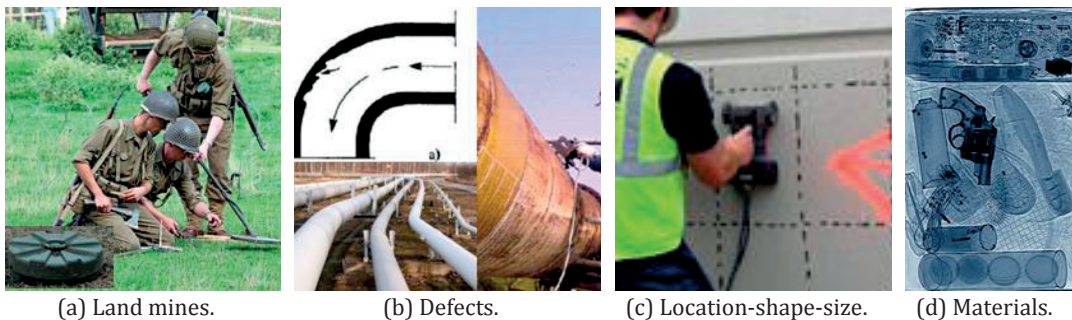 a)
(a) Land mines.
(b) Defects.
(c) Location-shape-size.
(d) Materials.